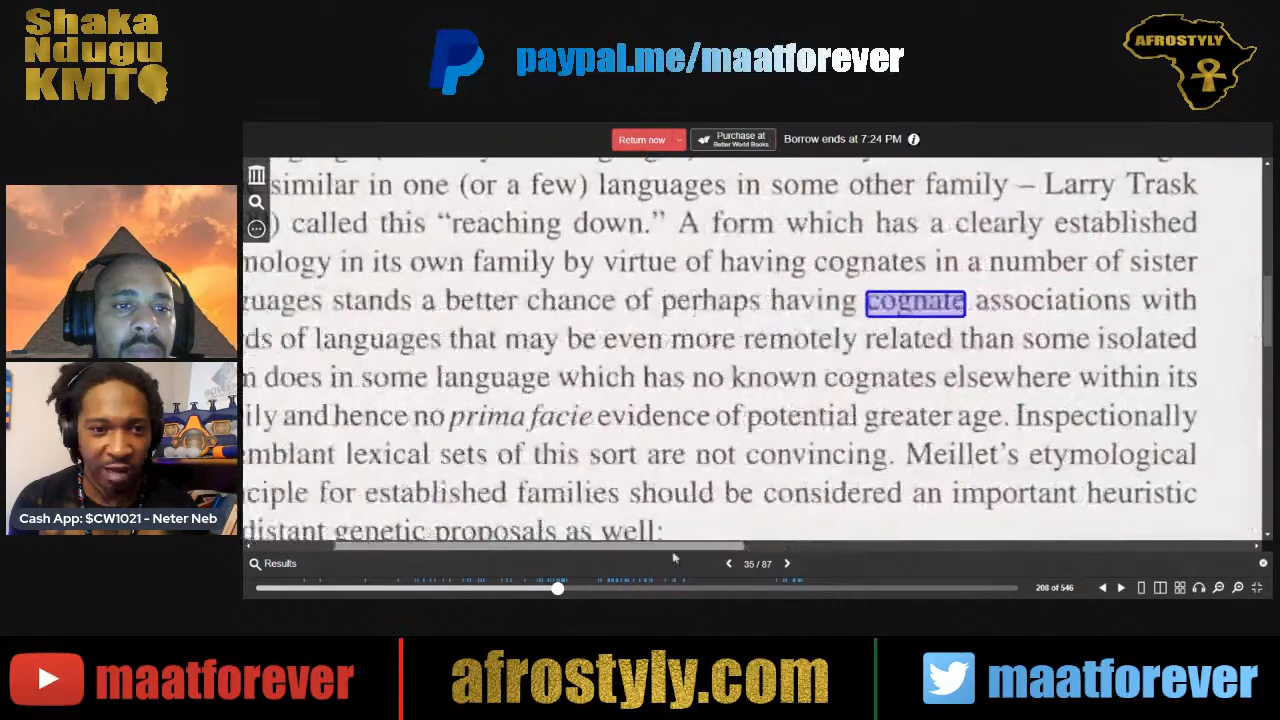 Shaka
Ndugu
KMT
paypal.me/maatforever
AFROSTYLY
Return now
Purchase at
Better World Books
Borrow ends at 7:24 PM
similar in one (or a few) languages in some other family – Larry Trask
) called this “reaching down.” A form which has a clearly established
nology in its own family by virtue of having cognates in a number of sister
guages stands a better chance of perhaps having cognate associations with
ds of languages that may be even more remotely related than some isolated
does in some language which has no known cognates elsewhere within its
ily and hence no prima facie evidence of potential greater age. Inspectionally
emblant lexical sets of this sort are not convincing. Meillet’s etymological
ciple for established families should be considered an important heuristic
distant genetic proposals as well:
Cash App: $CW1021 - Neter Neb
Results
35 / 87
208 of 546
maatforever
afrostyly.com
maatforever